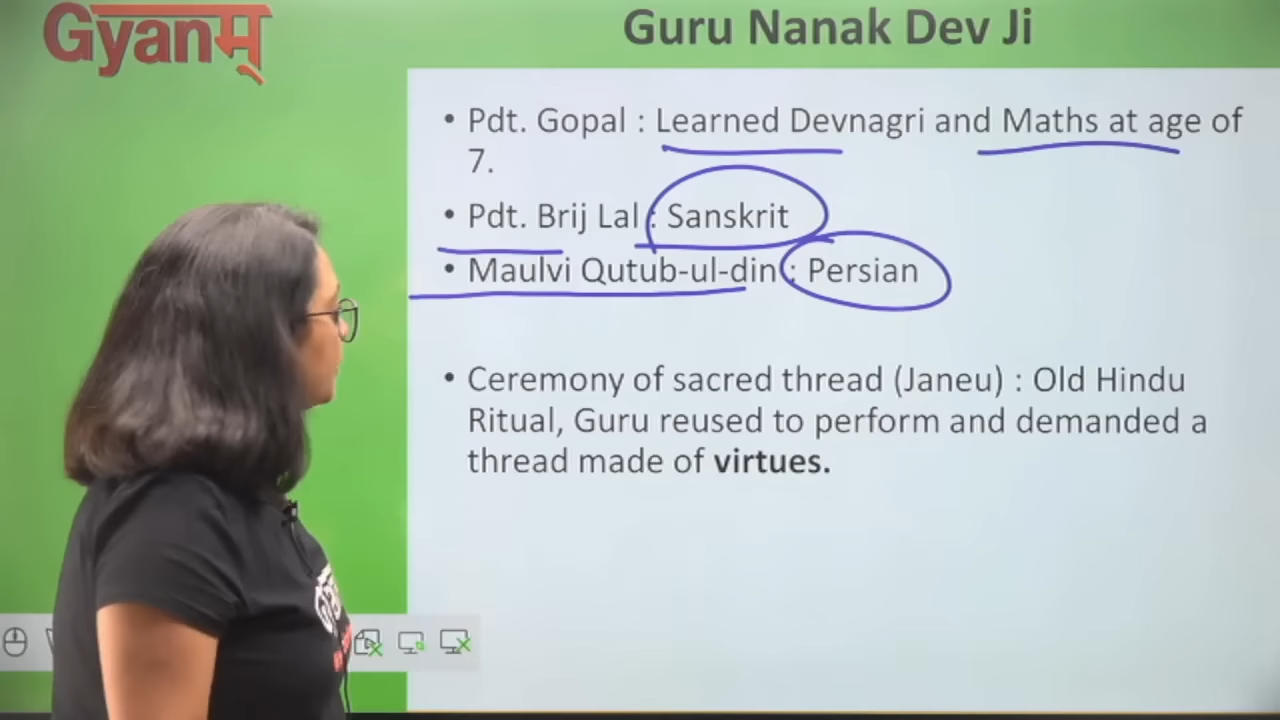 Gyanम्
Guru Nanak Dev Ji
• Pdt. Gopal : Learned Devnagri and Maths at age of
7.
• Pdt. Brij Lal : Sanskrit
• Maulvi Qutub-ul-din : Persian
• Ceremony of sacred thread (Janeu) : Old Hindu
Ritual, Guru reused to perform and demanded a
thread made of virtues.